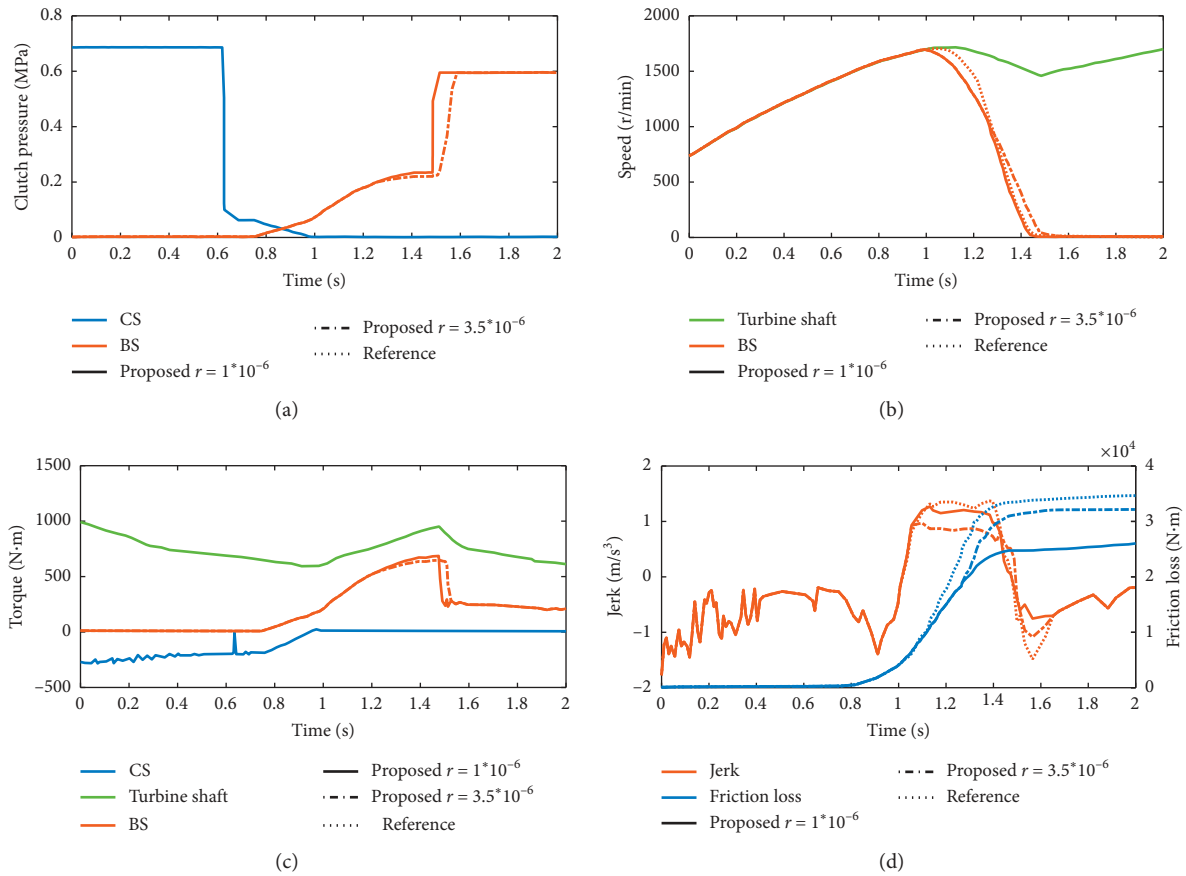 0.8
0.6
0.4
0.2
0
Clutch pressure (MPa)
0 0.2 0.4 0.6 0.8 1 1.2 1.4 1.6 1.8 2
Time (s)
CS
BS
Proposed r = 1*10⁻⁶
Proposed r = 3.5*10⁻⁶
Reference
(a)
2000
1500
1000
500
0
Speed (r/min)
0 0.2 0.4 0.6 0.8 1 1.2 1.4 1.6 1.8 2
Time (s)
Turbine shaft
BS
Proposed r = 1*10⁻⁶
Proposed r = 3.5*10⁻⁶
Reference
(b)
1500
1000
500
0
−500
Torque (N·m)
0 0.2 0.4 0.6 0.8 1 1.2 1.4 1.6 1.8 2
Time (s)
CS
Turbine shaft
BS
Proposed r = 1*10⁻⁶
Proposed r = 3.5*10⁻⁶
Reference
(c)
×10⁴
2
1
0
−1
−2
Jerk (m/s³)
4
3
2
1
0
Friction loss (N·m)
0 0.2 0.4 0.6 0.8 1 1.2 1.4 1.6 1.8 2
Time (s)
Jerk
Friction loss
Proposed r = 1*10⁻⁶
Proposed r = 3.5*10⁻⁶
Reference
(d)